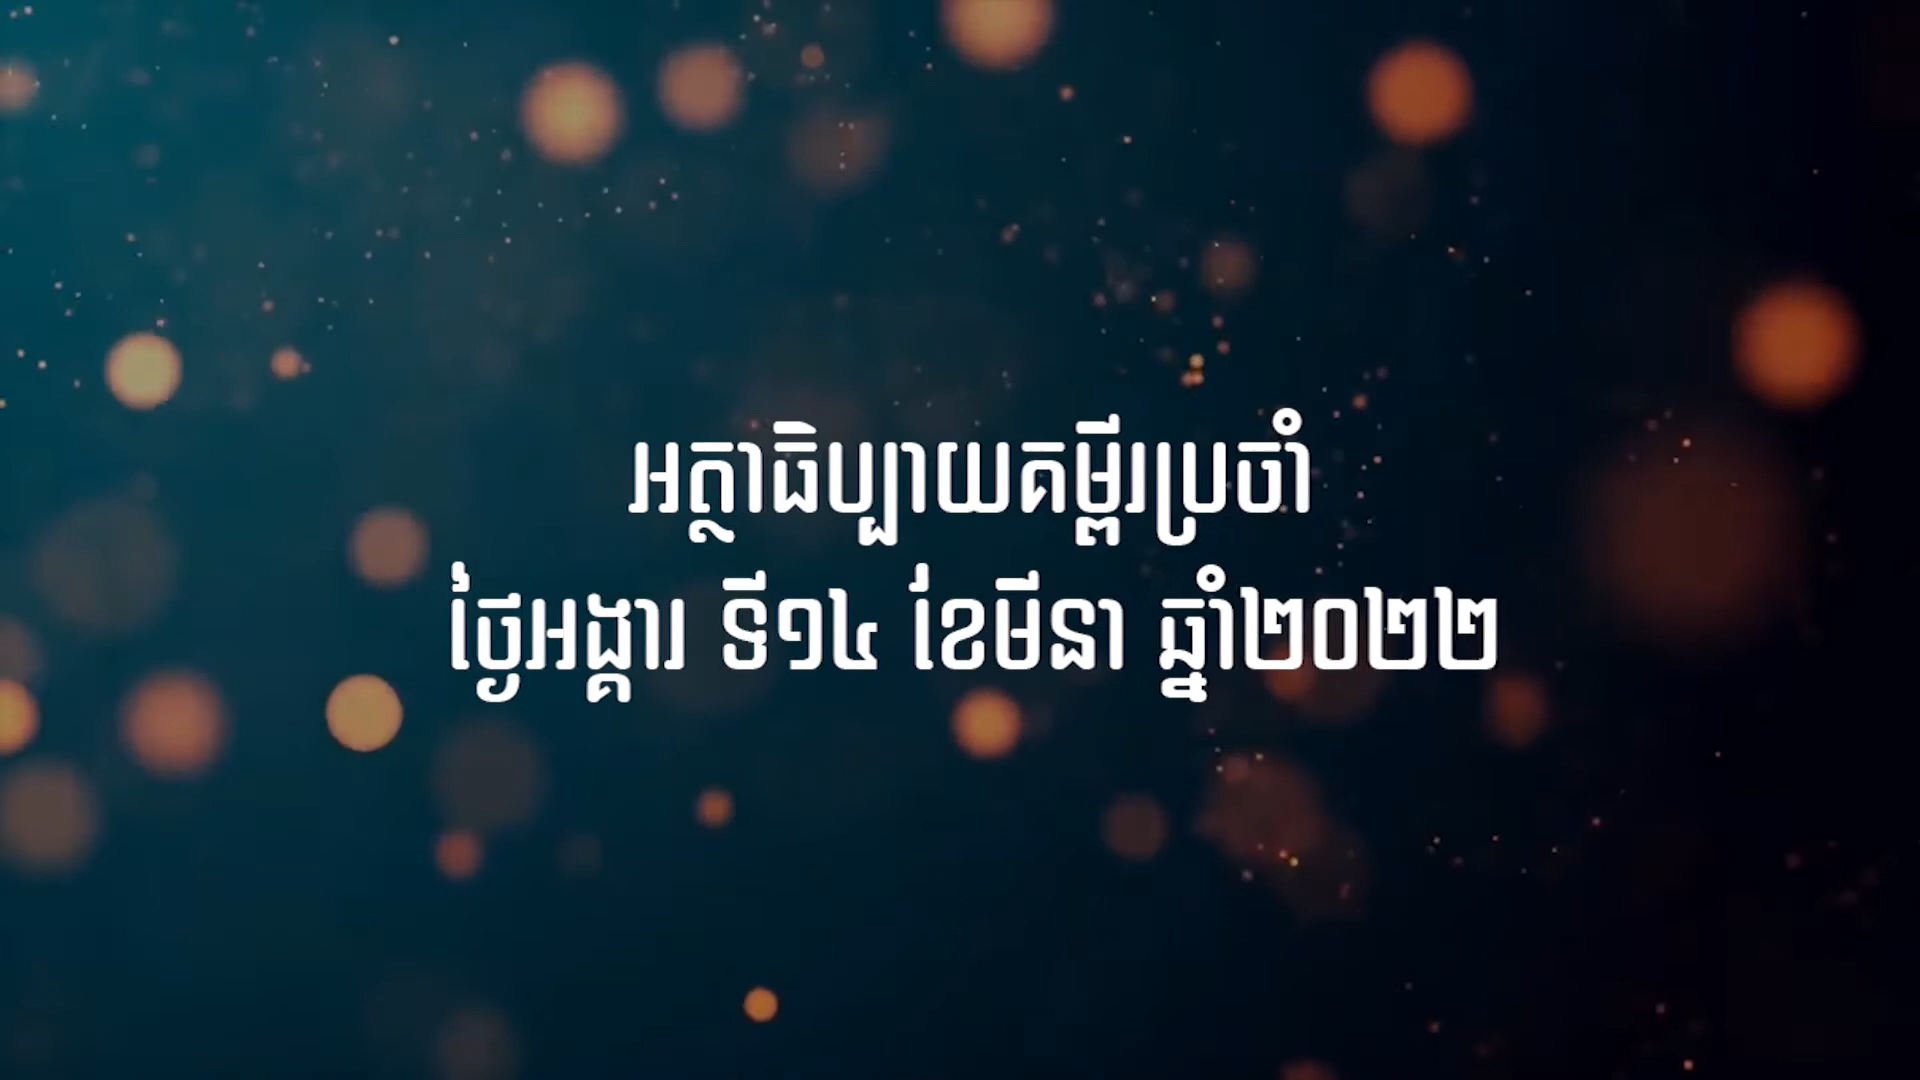 អត្ថាធិប្បាយគម្ពីរប្រចាំ
ថ្ងៃអង្គារ ទី១៤ ខែមីនា ឆ្នាំ២០២២